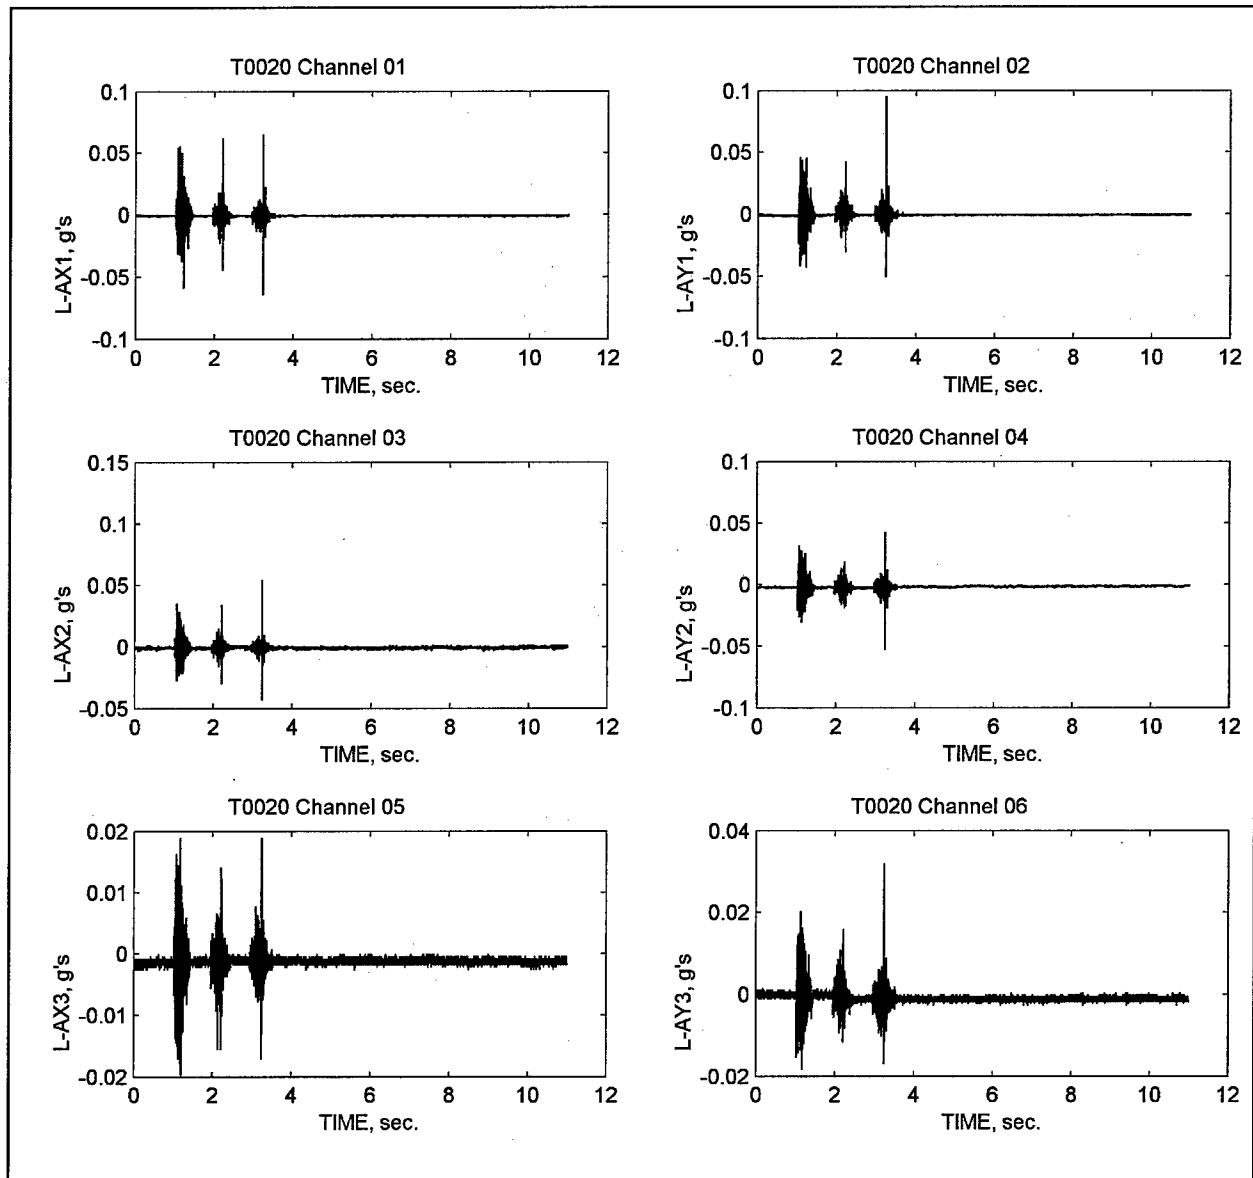 T0020 Channel 01
0.1
0.05
0
-0.05
-0.1
L-AX1, g's
0 2 4 6 8 10 12
TIME, sec.
T0020 Channel 02
0.1
0.05
0
-0.05
-0.1
L-AY1, g's
0 2 4 6 8 10 12
TIME, sec.
T0020 Channel 03
0.15
0.1
0.05
0
-0.05
L-AX2, g's
0 2 4 6 8 10 12
TIME, sec.
T0020 Channel 04
0.1
0.05
0
-0.05
-0.1
L-AY2, g's
0 2 4 6 8 10 12
TIME, sec.
T0020 Channel 05
0.02
0.01
0
-0.01
-0.02
L-AX3, g's
0 2 4 6 8 10 12
TIME, sec.
T0020 Channel 06
0.04
0.02
0
-0.02
L-AY3, g's
0 2 4 6 8 10 12
TIME, sec.